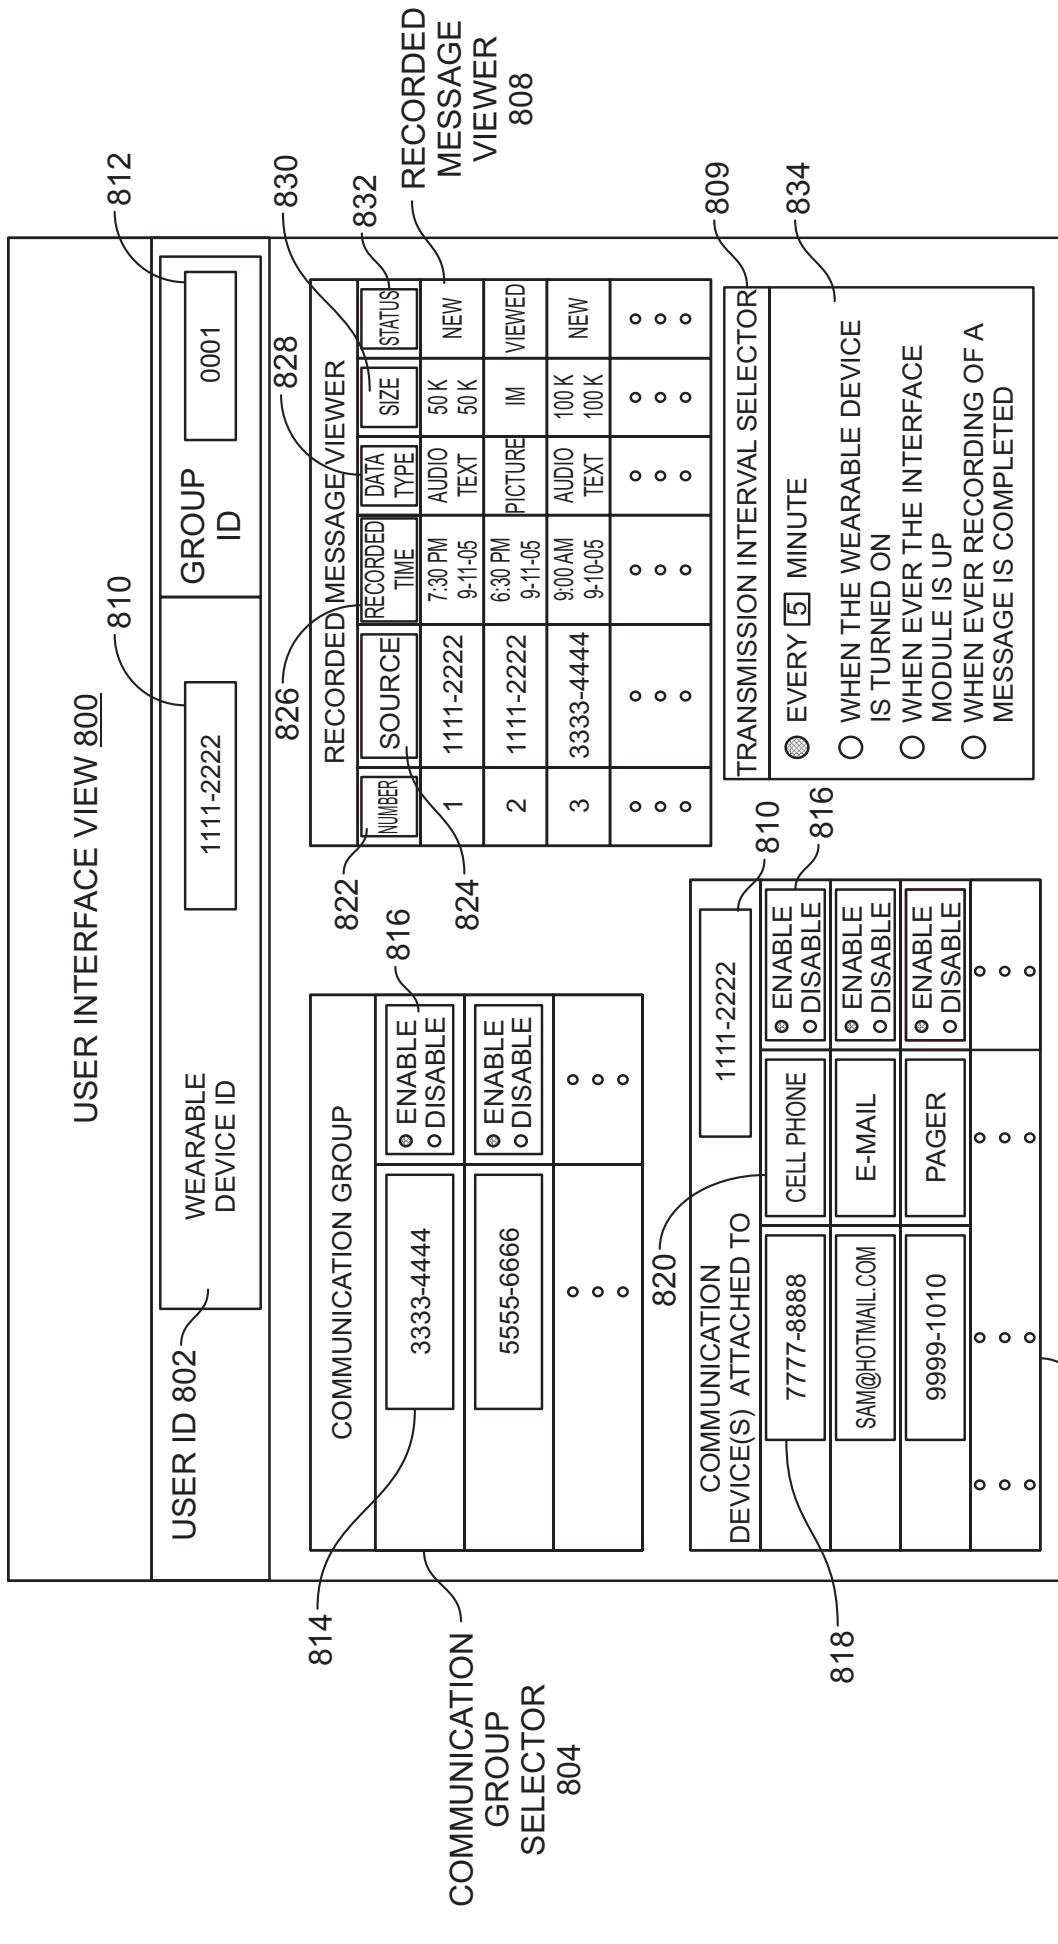 USER INTERFACE VIEW 800
USER ID 802
WEARABLE
DEVICE ID
1111-2222
810
GROUP
ID
0001
812
COMMUNICATION GROUP
814
3333-4444
ENABLE
DISABLE
816
5555-6666
ENABLE
DISABLE
COMMUNICATION
GROUP
SELECTOR
804
RECORDED MESSAGE VIEWER
822
824
826
828
830
832
NUMBER
SOURCE
RECORDED
TIME
DATA
TYPE
SIZE
STATUS
1
1111-2222
7:30 PM
9-11-05
AUDIO
TEXT
50 K
50 K
NEW
2
1111-2222
6:30 PM
9-11-05
PICTURE
IM
VIEWED
3
3333-4444
9:00 AM
9-10-05
AUDIO
TEXT
100 K
100 K
NEW
RECORDED
MESSAGE
VIEWER
808
820
COMMUNICATION
DEVICE(S) ATTACHED TO
1111-2222
810
818
7777-8888
CELL PHONE
ENABLE
DISABLE
816
SAM@HOTMAIL.COM
E-MAIL
ENABLE
DISABLE
9999-1010
PAGER
ENABLE
DISABLE
TRANSMISSION INTERVAL SELECTOR
809
EVERY 5 MINUTE
WHEN THE WEARABLE DEVICE
IS TURNED ON
WHEN EVER THE INTERFACE
MODULE IS UP
WHEN EVER RECORDING OF A
MESSAGE IS COMPLETED
834